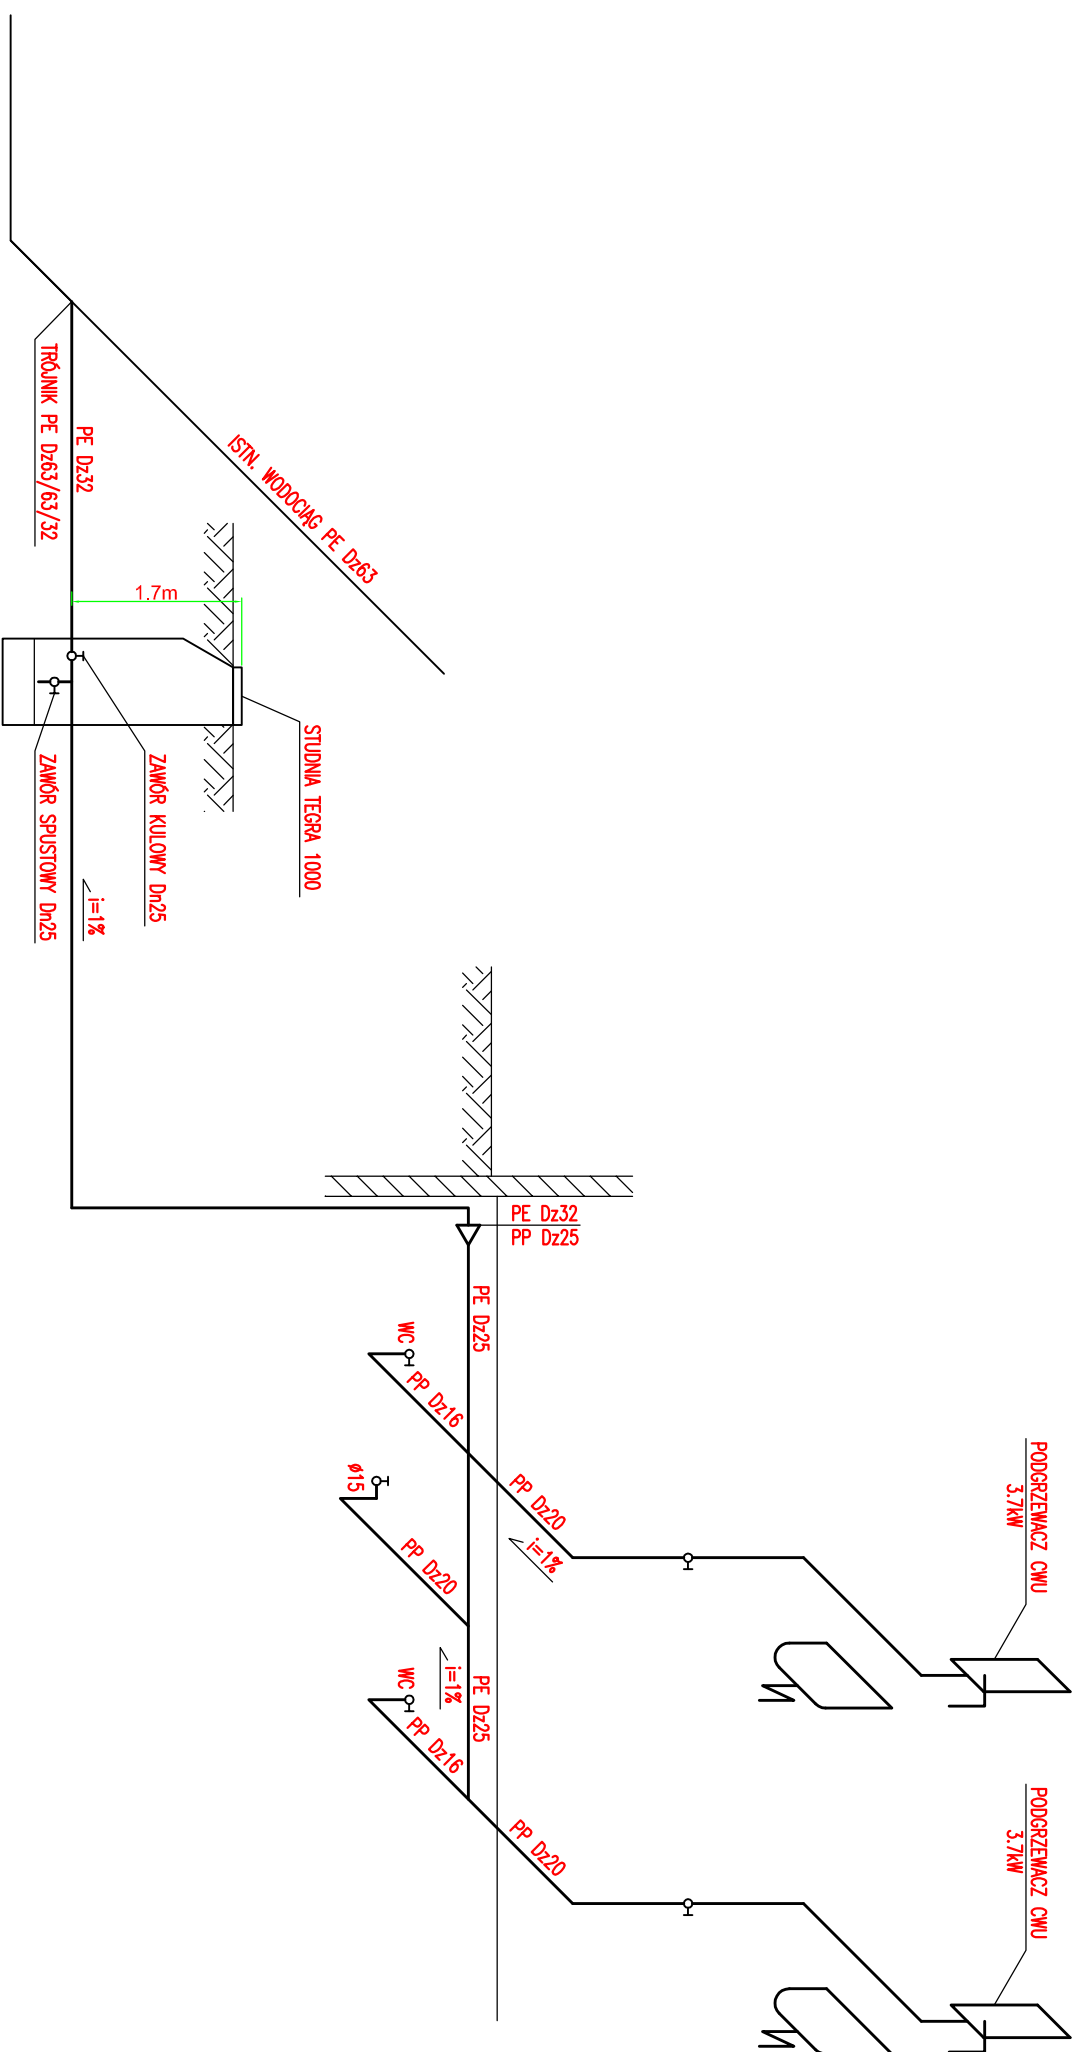 PODGRZEWACZ CWU
3.7kW
PODGRZEWACZ CWU
3.7kW
PE Dz32
PP Dz25
PP Dz20
i=1%
PP Dz20
PE Dz25
PE Dz25
i=1%
WC
PP Dz16
ø15
PP Dz20
WC
PP Dz16
ISTN. WODOCIĄG PE Dz63
STUDNIA TEGRA 1000
1.7m
ZAWÓR KULOWY Dn25
i=1%
PE Dz32
TRÓJNIK PE Dz63/63/32
ZAWÓR SPUSTOWY Dn25